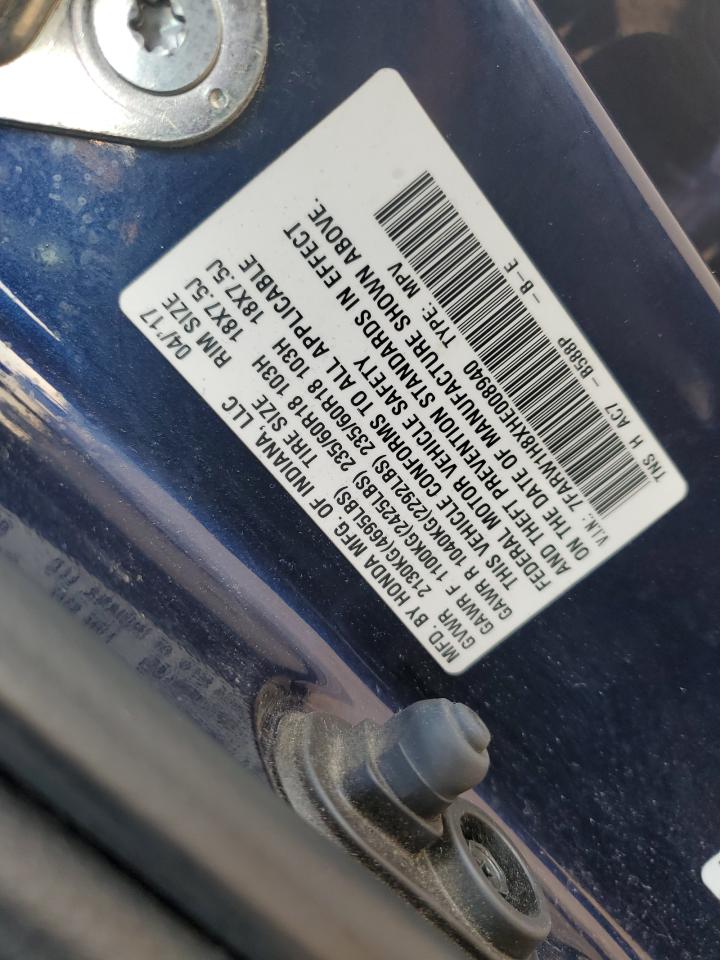 MFD. BY HONDA MFG. OF INDIANA, LLC 04/'17
GVWR 2130KG(4695LBS) TIRE SIZE RIM SIZE
GAWR F 1100KG(2425LBS) 235/60R18 103H 18X7.5J
GAWR R 1040KG(2292LBS) 235/60R18 103H 18X7.5J
THIS VEHICLE CONFORMS TO ALL APPLICABLE
FEDERAL MOTOR VEHICLE SAFETY
AND THEFT PREVENTION STANDARDS IN EFFECT
ON THE DATE OF MANUFACTURE SHOWN ABOVE.
V.I.N.: 7FARW1H8XHE008940 TYPE: MPV
TNS H AC7 -B588P -B-E